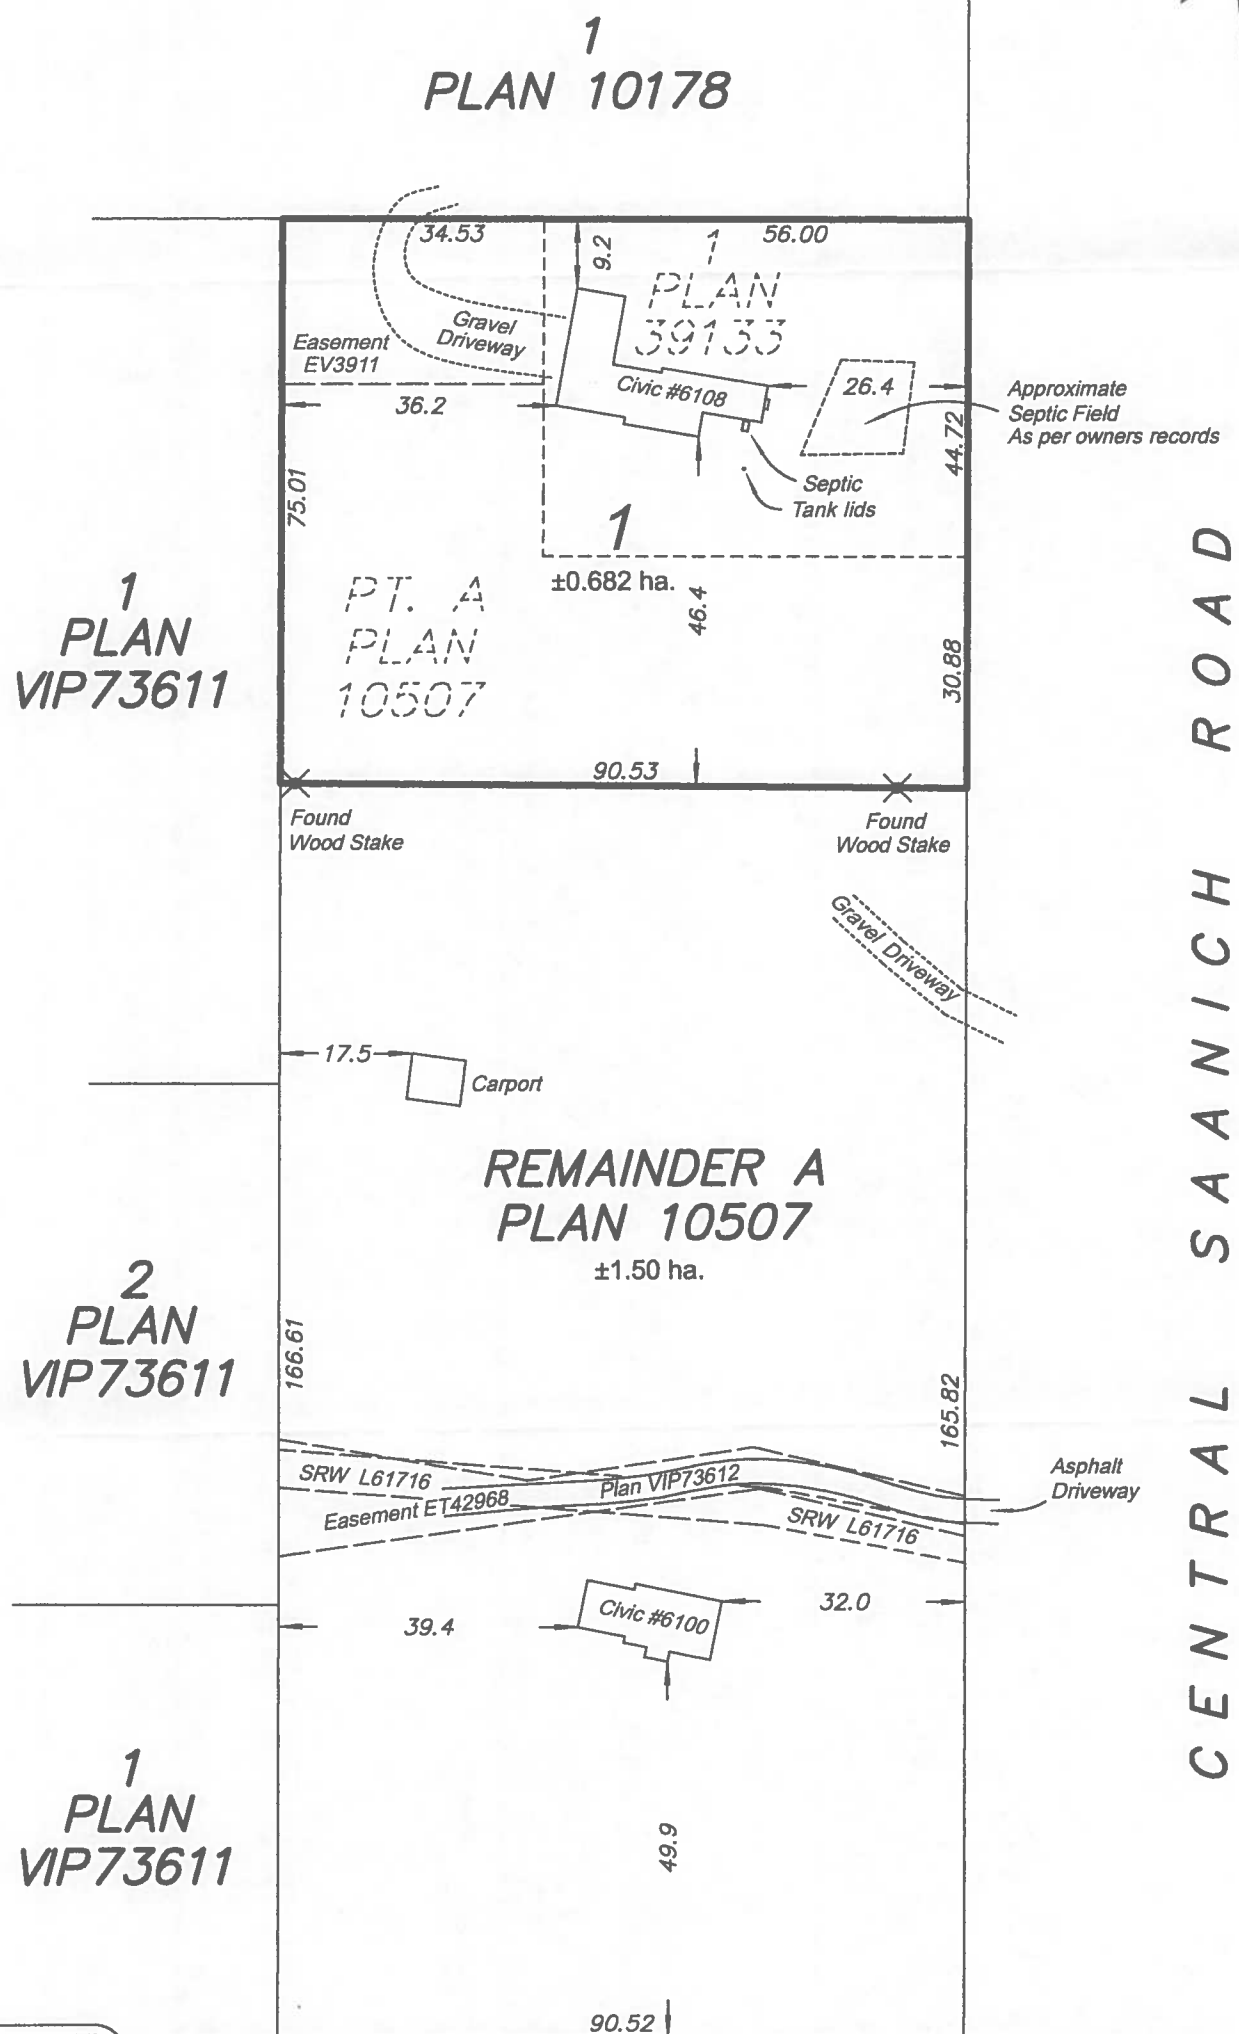 1
PLAN 10178
34.53
56.00
9.2
1
PLAN
39133
Gravel
Driveway
Easement
EV3911
36.2
Civic #6108
26.4
Approximate
Septic Field
As per owners records
44.72
75.01
Septic
Tank lids
1
±0.682 ha.
46.4
PT. A
PLAN
10507
30.88
1
PLAN
VIP73611
90.53
Found
Wood Stake
Found
Wood Stake
Gravel Driveway
17.5
Carport
REMAINDER A
PLAN 10507
±1.50 ha.
2
PLAN
VIP73611
166.61
165.82
SRW L61716
Plan VIP73612
Easement ET42968
SRW L61716
Asphalt
Driveway
Civic #6100
39.4
32.0
1
PLAN
VIP73611
49.9
90.52
CENTRAL SAANICH ROAD